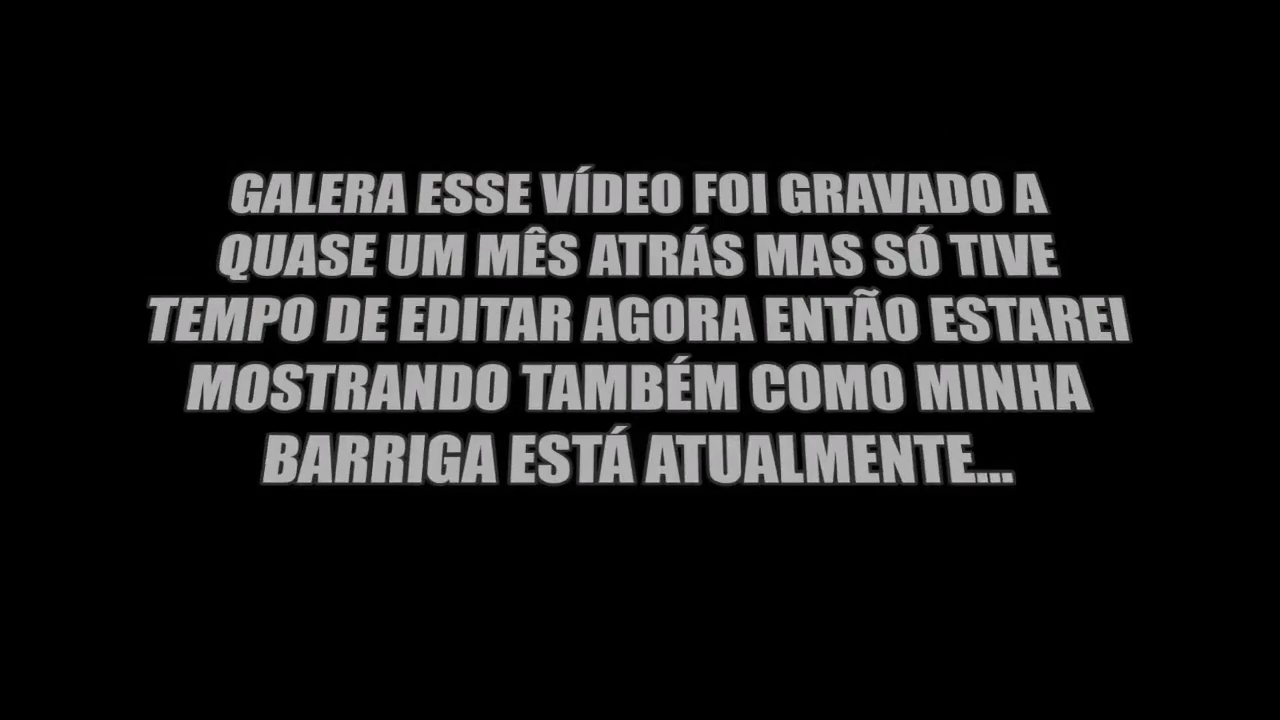 GALERA ESSE VÍDEO FOI GRAVADO A
QUASE UM MÊS ATRÁS MAS SÓ TIVE
TEMPO DE EDITAR AGORA ENTÃO ESTAREI
MOSTRANDO TAMBÉM COMO MINHA
BARRIGA ESTÁ ATUALMENTE...